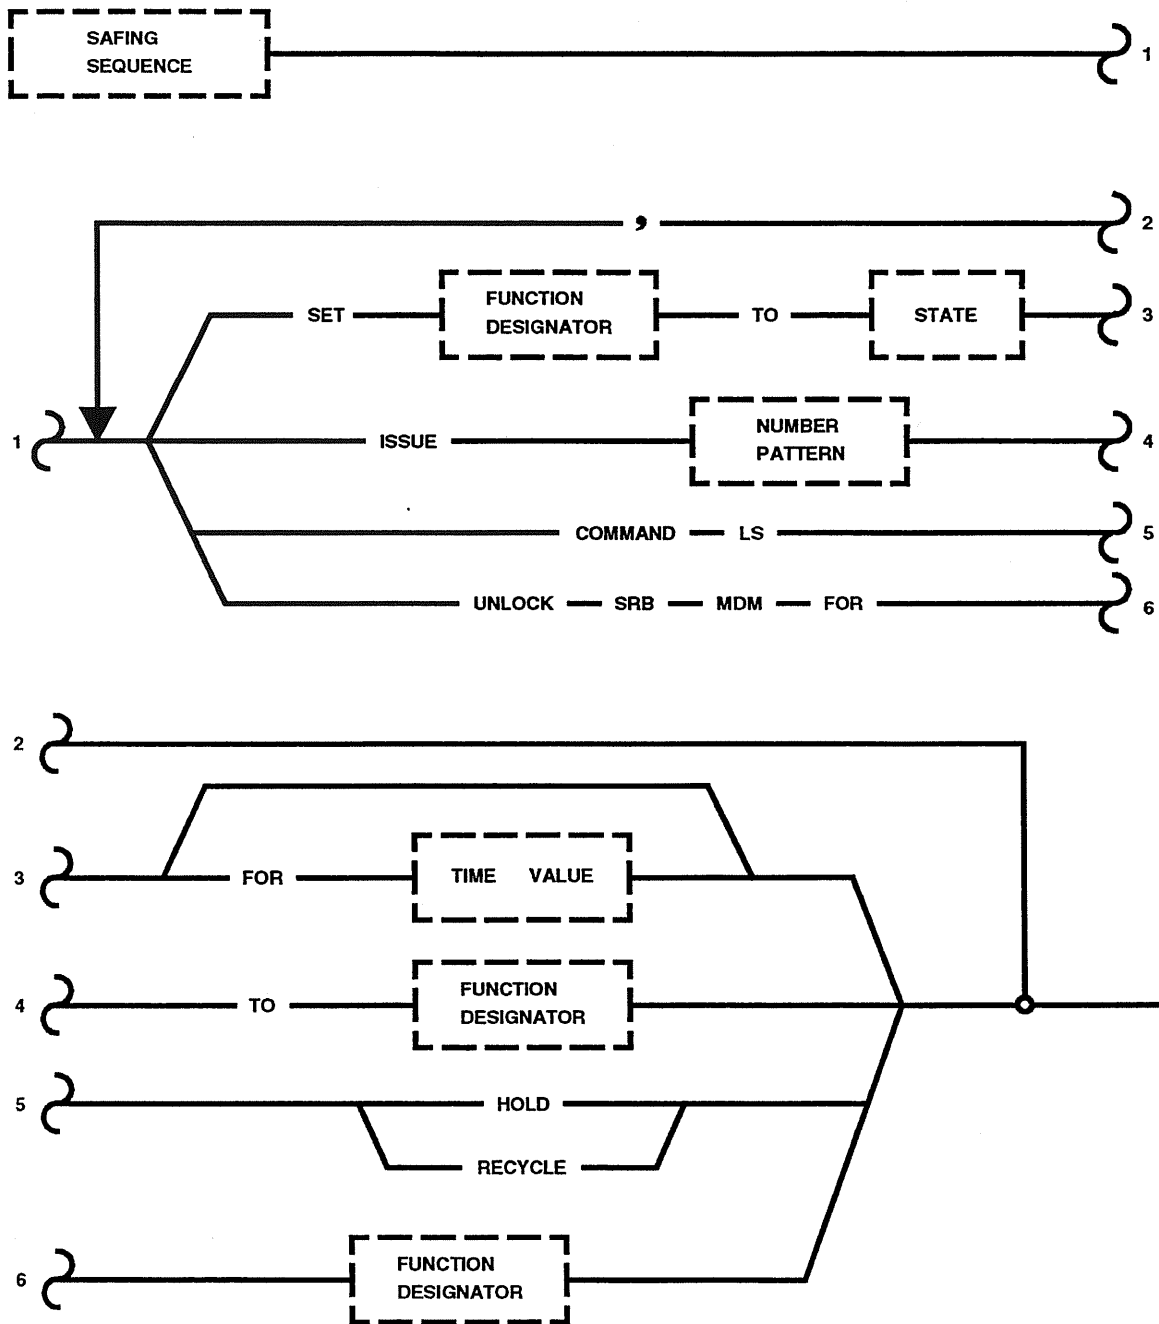 SAFING
SEQUENCE
1
, 2
SET FUNCTION
DESIGNATOR TO STATE 3
1 ISSUE NUMBER
PATTERN 4
COMMAND LS 5
UNLOCK SRB MDM FOR 6
2
3 FOR TIME VALUE
4 TO FUNCTION
DESIGNATOR
5 HOLD
RECYCLE
6 FUNCTION
DESIGNATOR